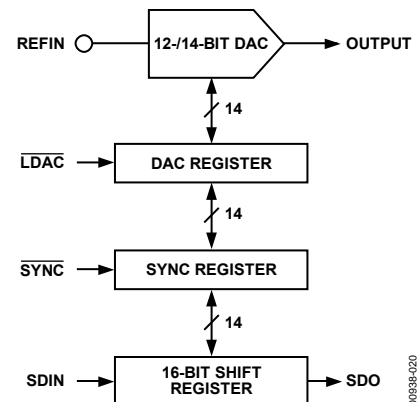 REFIN
12-/14-BIT DAC
OUTPUT
14
LDAC
DAC REGISTER
14
SYNC
SYNC REGISTER
14
SDIN
16-BIT SHIFT
REGISTER
SDO
00938-020